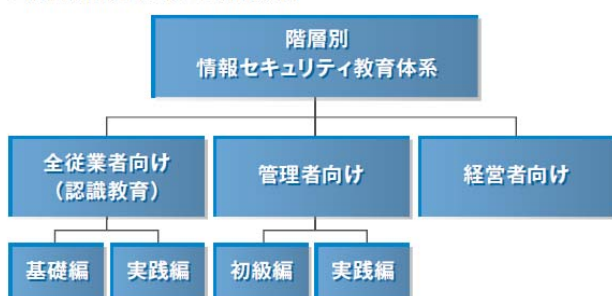 階層別
情報セキュリティ教育体系
全従業者向け
（認識教育）
管理者向け
経営者向け
基礎編
実践編
初級編
実践編